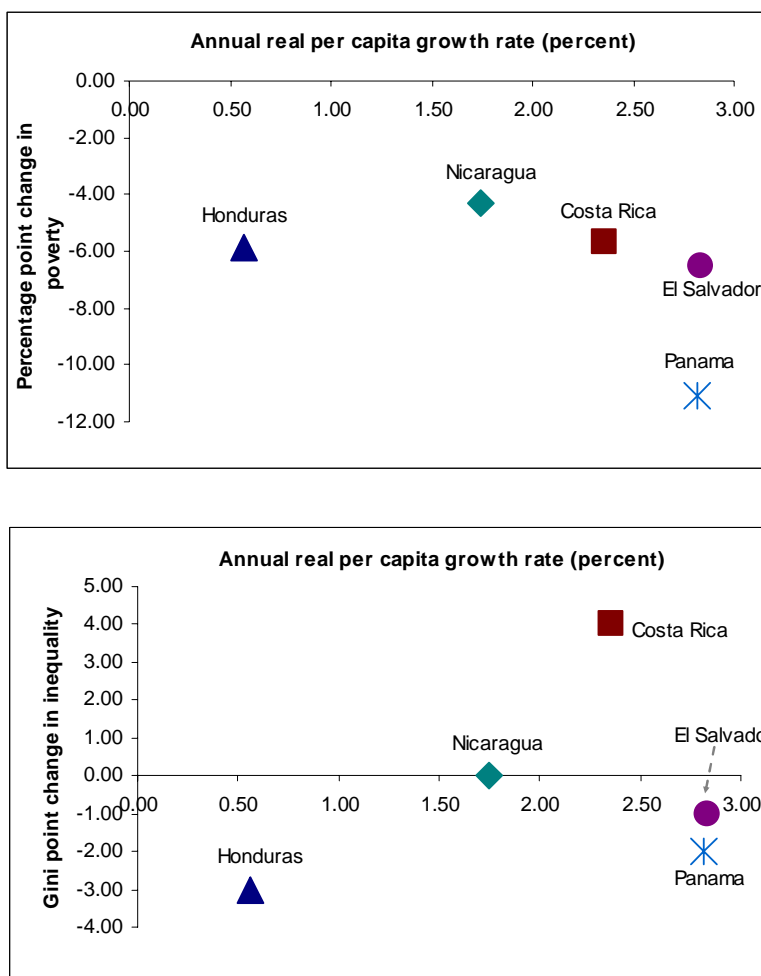 Annual real per capita growth rate (percent)
0.00
0.00 0.50 1.00 1.50 2.00 2.50 3.00
-2.00
-4.00
-6.00
-8.00
-10.00
-12.00
Percentage point change in
poverty
Nicaragua
Honduras
Costa Rica
El Salvador
Panama
Annual real per capita growth rate (percent)
5.00
4.00
3.00
2.00
1.00
0.00
0.00 0.50 1.00 1.50 2.00 2.50 3.00
-1.00
-2.00
-3.00
-4.00
Gini point change in inequality
Costa Rica
Nicaragua
El Salvado
Honduras
Panama